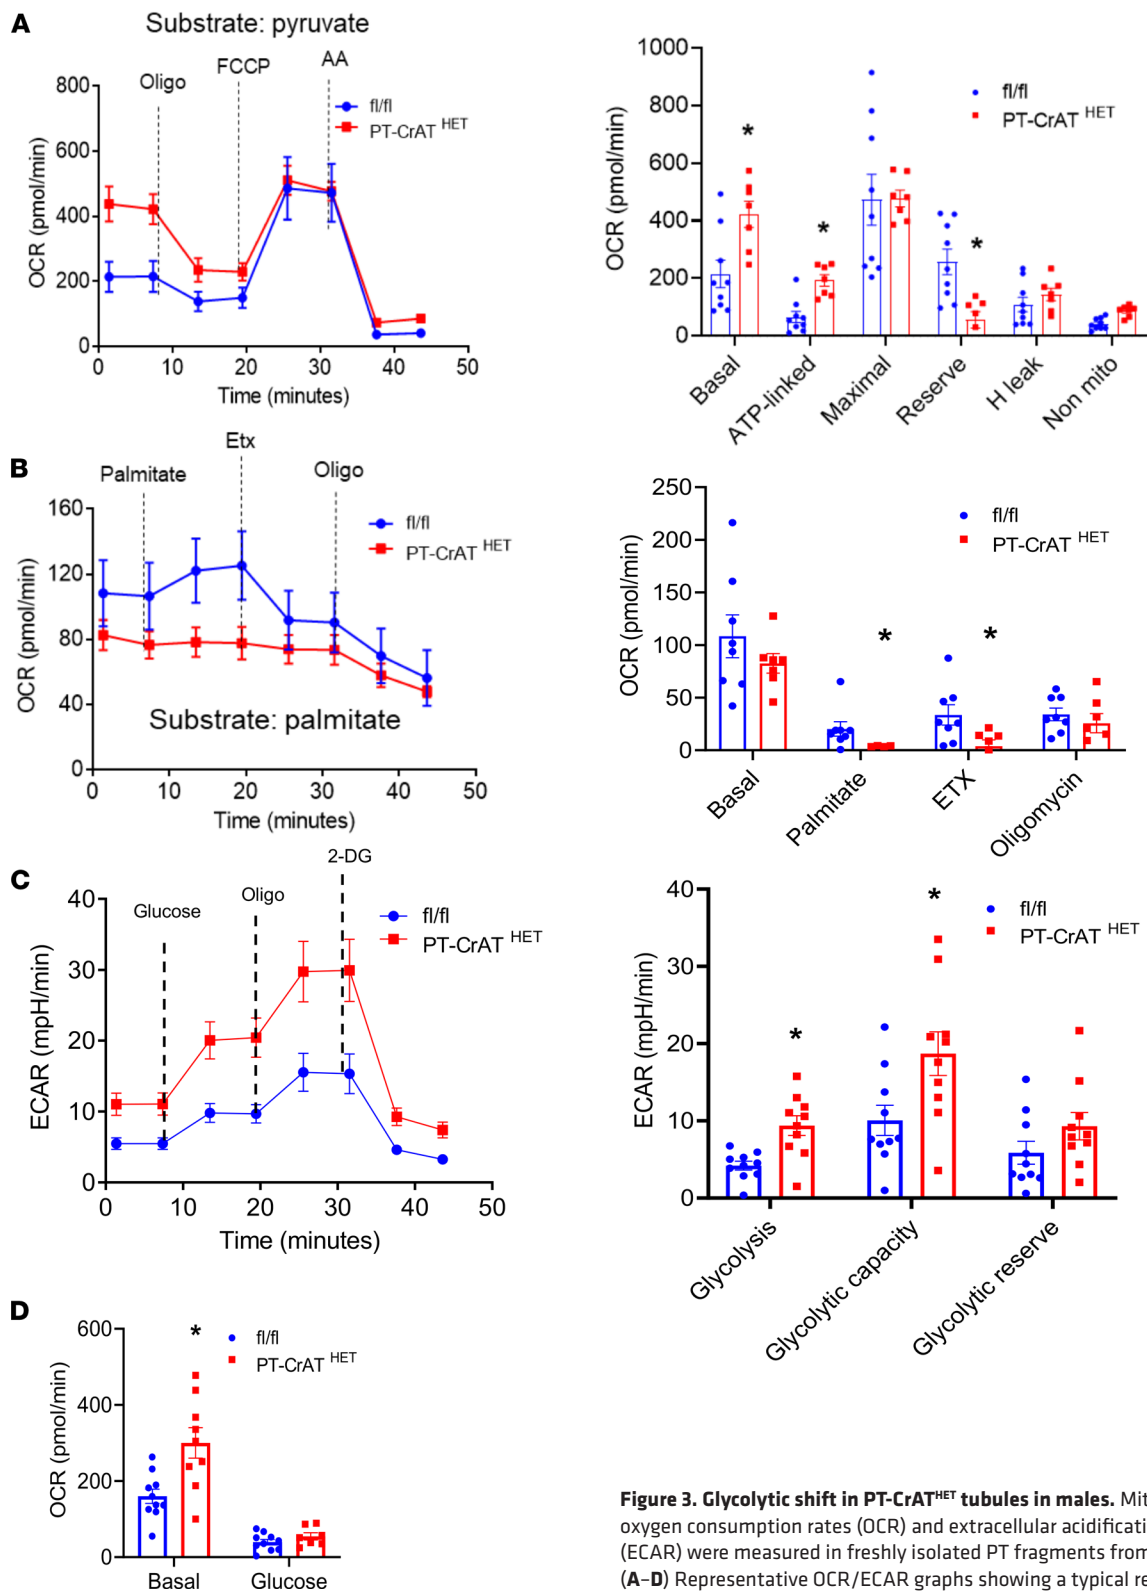 A
Substrate: pyruvate
Oligo
FCCP
AA
fl/fl
PT-CrAT HET
800
600
400
200
0
OCR (pmol/min)
0 10 20 30 40 50
Time (minutes)
1000
800
600
400
200
0
OCR (pmol/min)
fl/fl
PT-CrAT HET
*
*
*
Basal
ATP-linked
Maximal
Reserve
H leak
Non mito
B
Palmitate
Etx
Oligo
fl/fl
PT-CrAT HET
160
120
80
40
0
OCR (pmol/min)
Substrate: palmitate
0 10 20 30 40 50
Time (minutes)
250
200
150
100
50
0
OCR (pmol/min)
fl/fl
PT-CrAT HET
*
*
Basal
Palmitate
ETX
Oligomycin
C
Glucose
Oligo
2-DG
fl/fl
PT-CrAT HET
40
30
20
10
0
ECAR (mpH/min)
0 10 20 30 40 50
Time (minutes)
40
30
20
10
0
ECAR (mpH/min)
fl/fl
PT-CrAT HET
*
*
Glycolysis
Glycolytic capacity
Glycolytic reserve
D
600
400
200
0
OCR (pmol/min)
fl/fl
PT-CrAT HET
*
Basal
Glucose
Figure 3. Glycolytic shift in PT-CrATHET tubules in males. Mit
oxygen consumption rates (OCR) and extracellular acidificati
(ECAR) were measured in freshly isolated PT fragments from
(A–D) Representative OCR/ECAR graphs showing a typical re